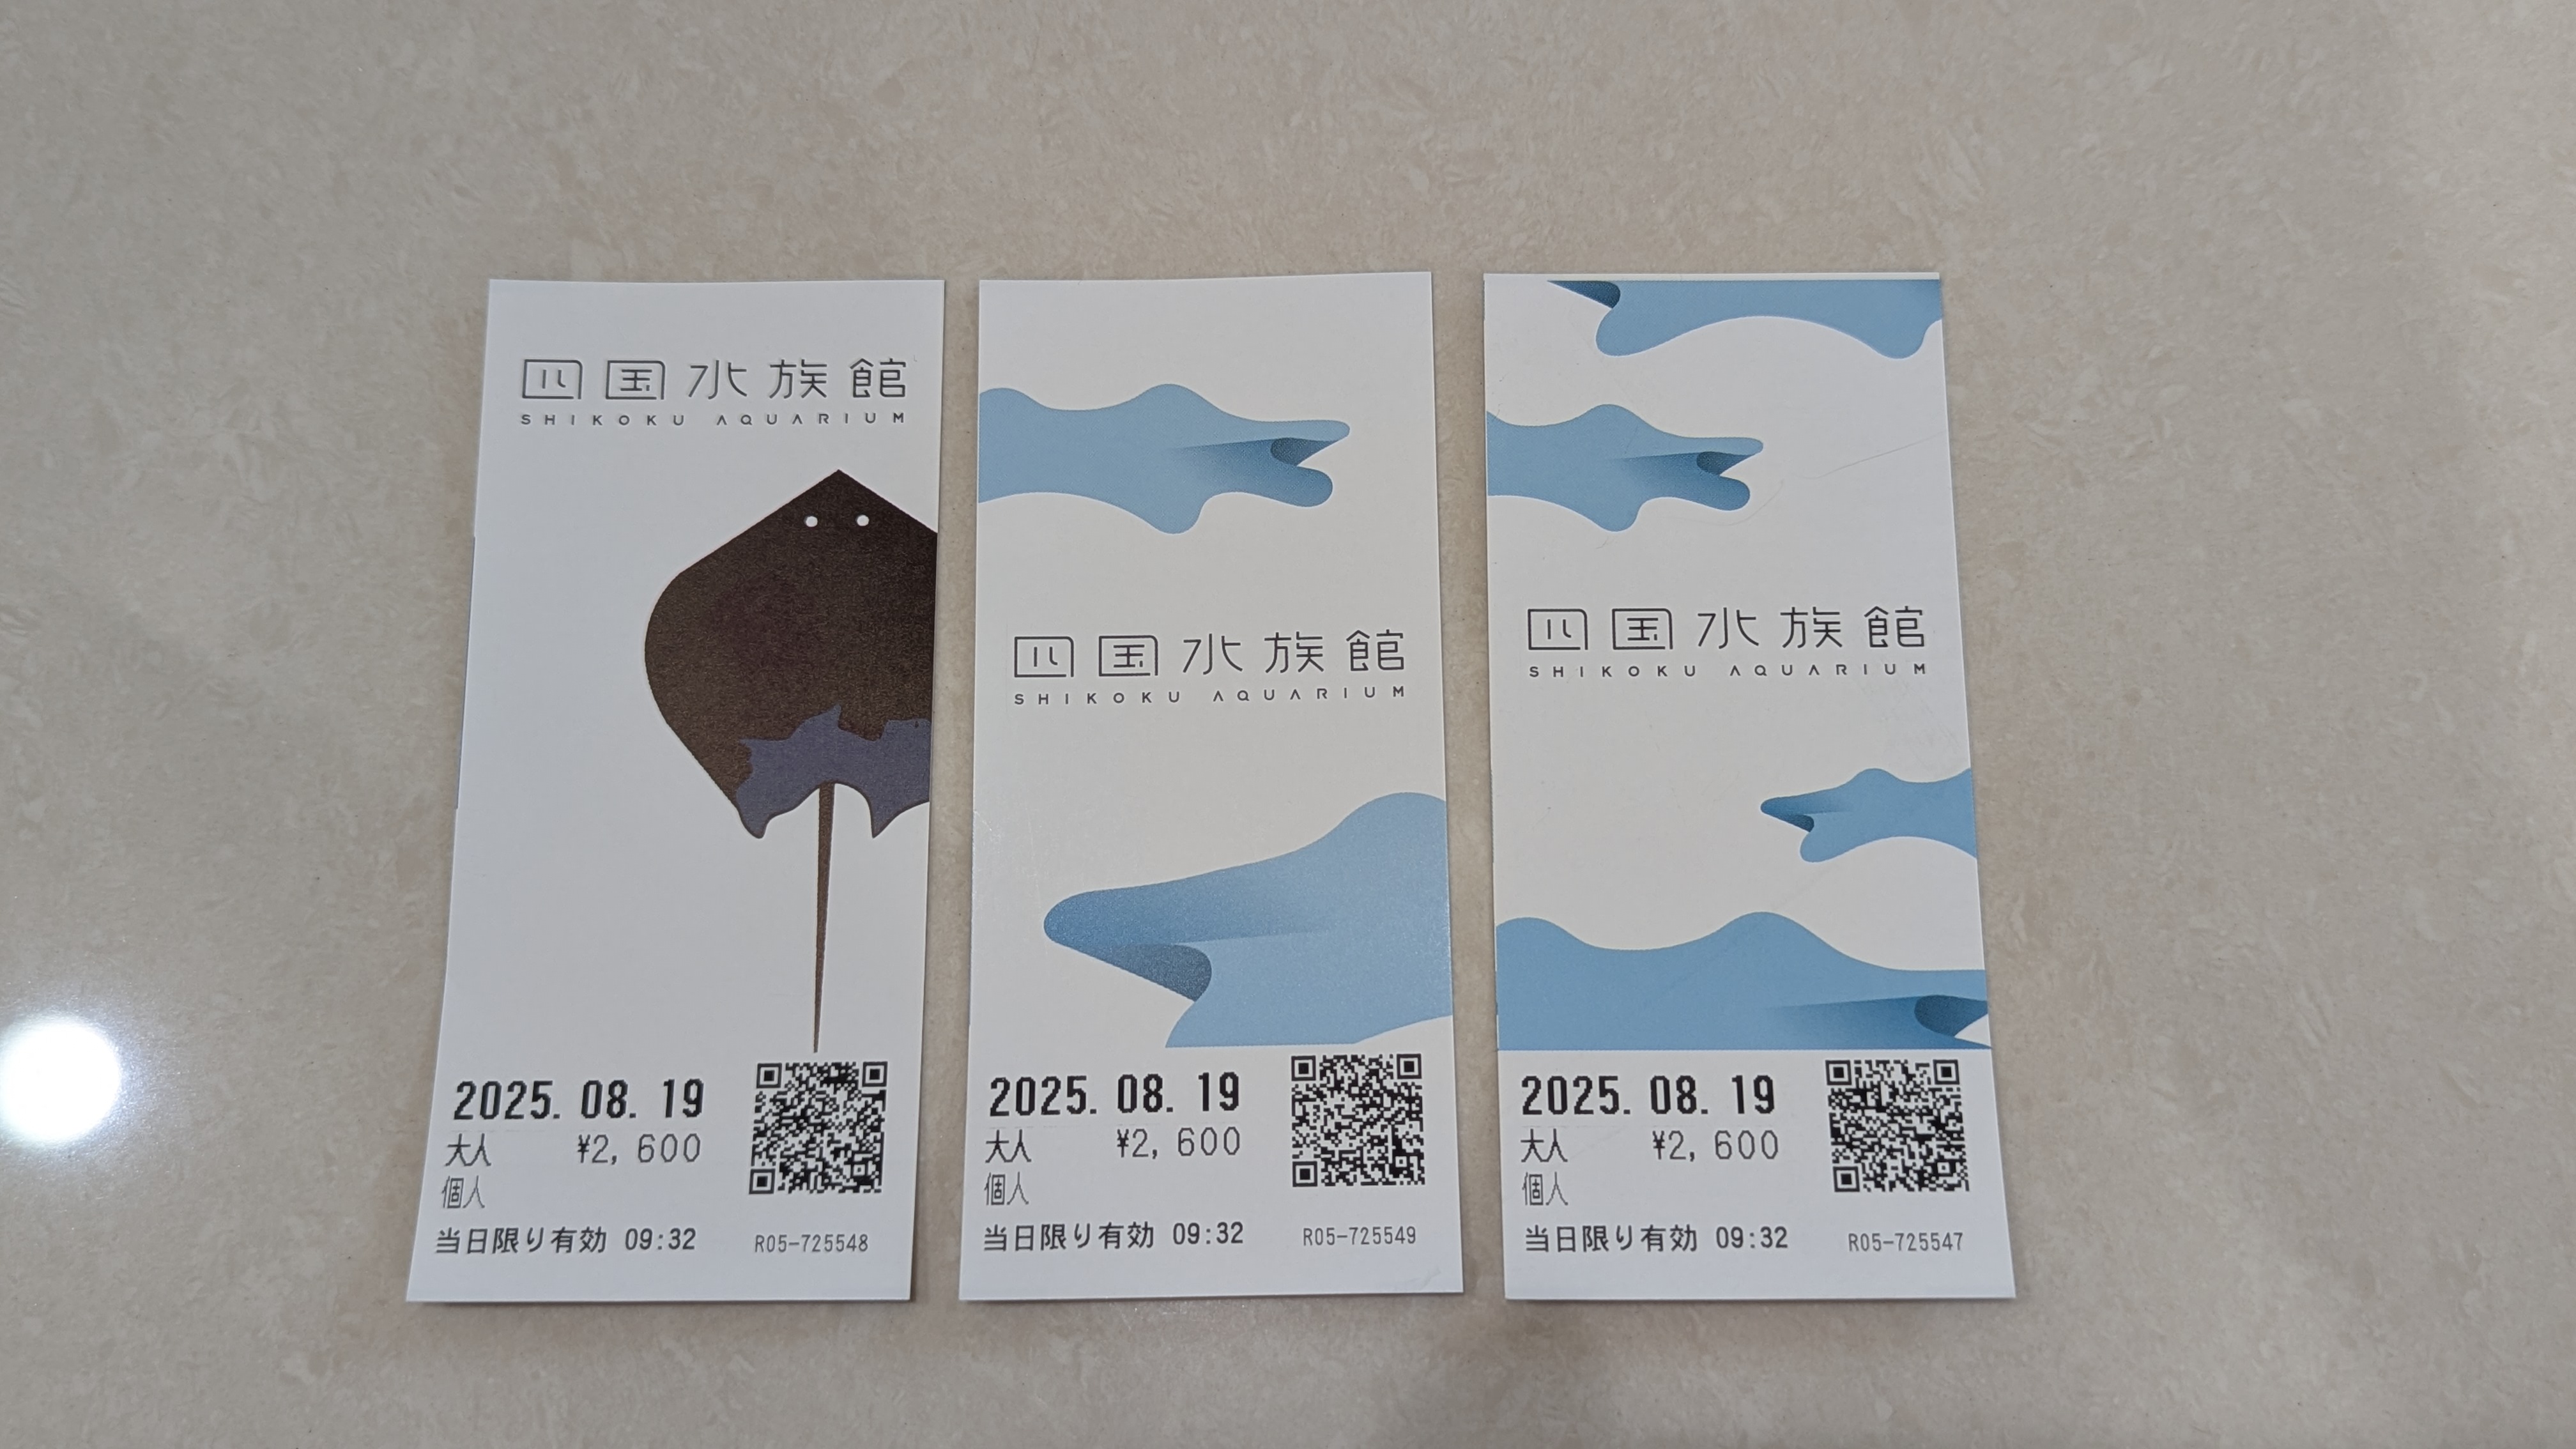 四国水族館
SHIKOKU AQUARIUM
2025.08.19
大人 ¥2,600
個人
当日限り有効 09:32 R05-725548
四国水族館
SHIKOKU AQUARIUM
2025.08.19
大人 ¥2,600
個人
当日限り有効 09:32 R05-725549
四国水族館
SHIKOKU AQUARIUM
2025.08.19
大人 ¥2,600
個人
当日限り有効 09:32 R05-725547